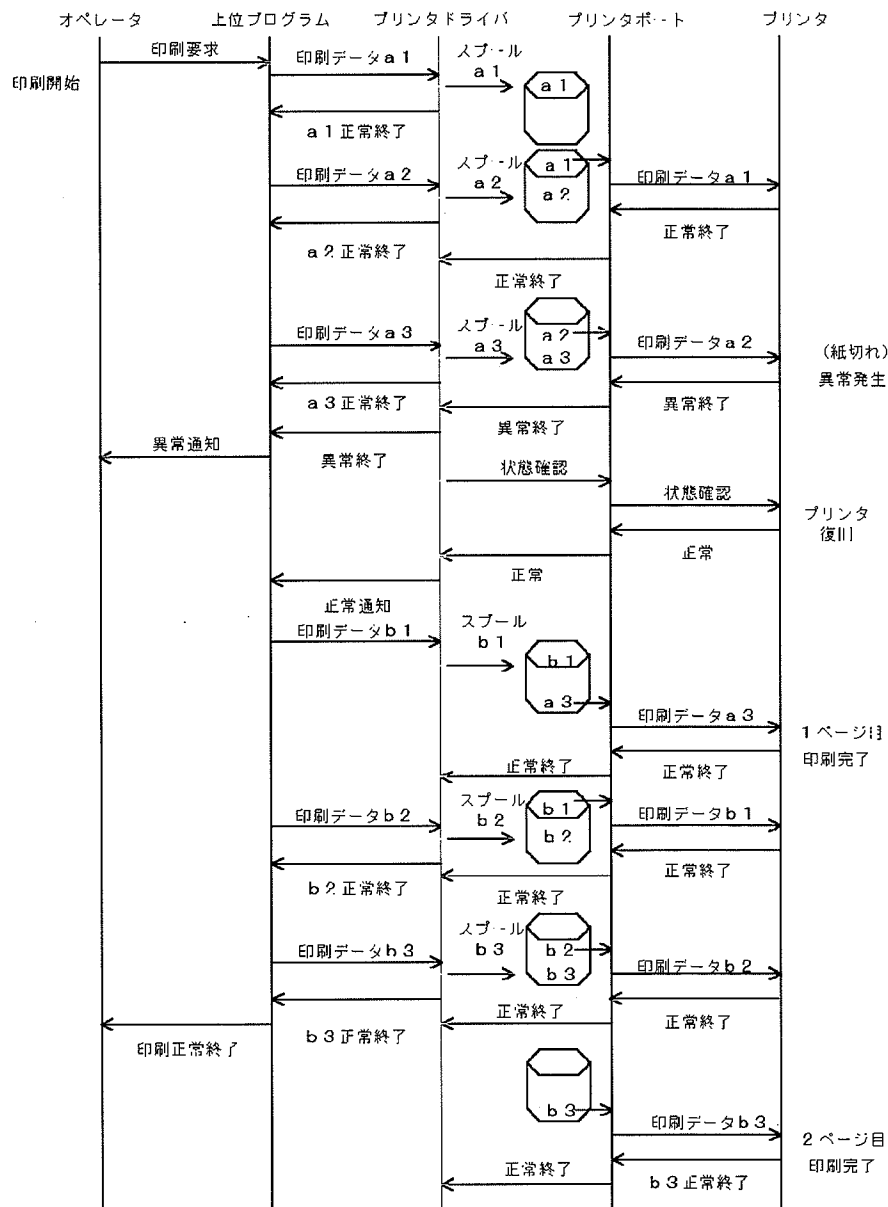 オペレータ 上位プログラム プリンタドライバ プリンタポート プリンタ
印刷要求
印刷開始
印刷データa1
スプール
a1
a1
a1正常終了
印刷データa2
スプール
a2
a1
a2
印刷データa1
正常終了
a2正常終了
正常終了
印刷データa3
スプール
a3
a2
a3
印刷データa2
(紙切れ)
異常発生
a3正常終了
異常終了
異常終了
異常通知
異常終了
状態確認
状態確認
プリンタ
復旧
正常
正常
正常通知
印刷データb1
スプール
b1
b1
a3
印刷データa3
1ページ目
印刷完了
正常終了
正常終了
印刷データb2
スプール
b2
b1
b2
印刷データb1
正常終了
b2正常終了
正常終了
印刷データb3
スプール
b3
b2
b3
印刷データb2
正常終了
正常終了
b3正常終了
印刷正常終了
b3
印刷データb3
2ページ目
印刷完了
正常終了
b3正常終了